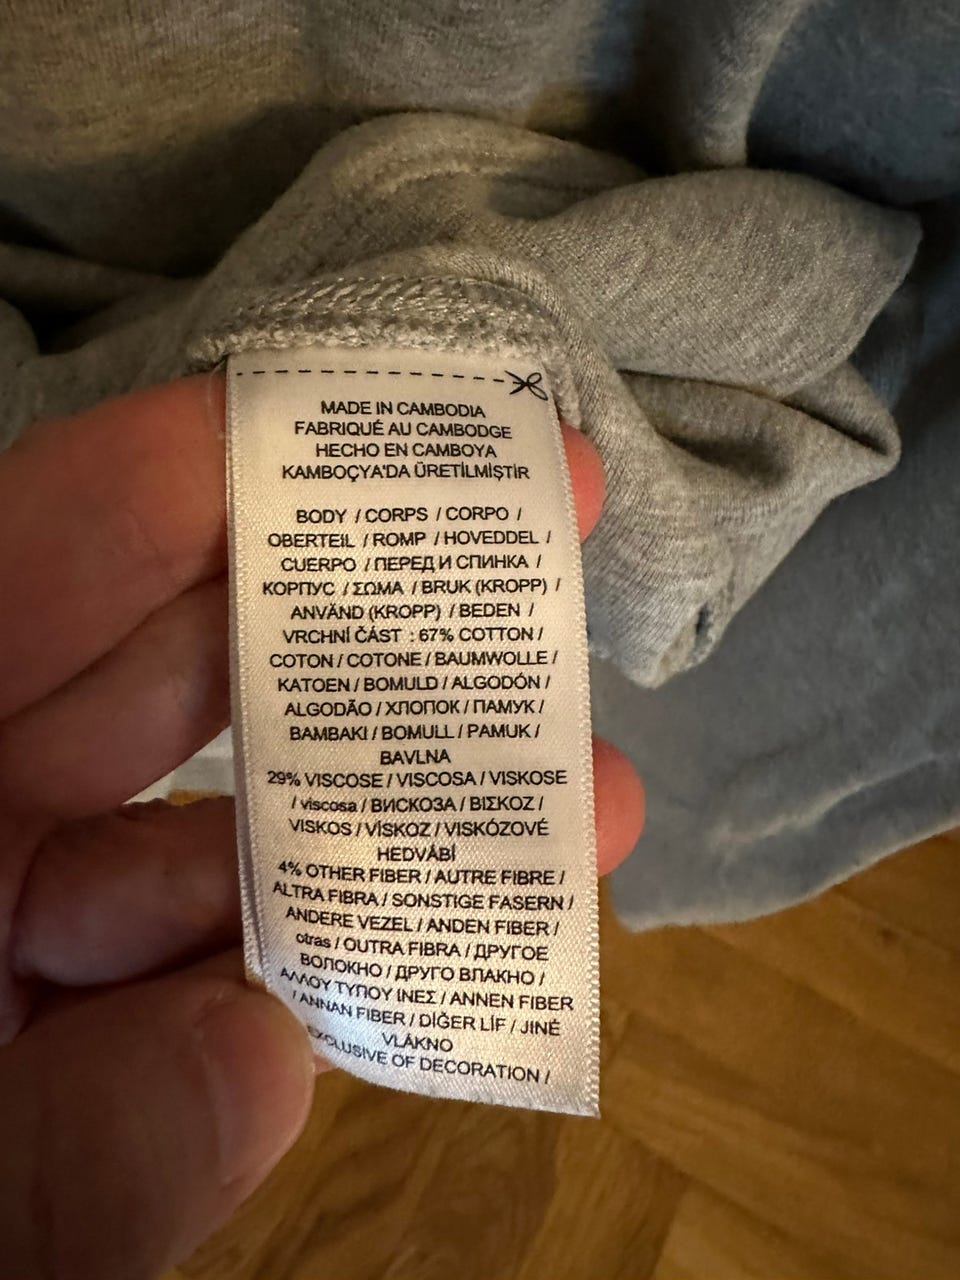 MADE IN CAMBODIA
FABRIQUÉ AU CAMBODGE
HECHO EN CAMBOYA
KAMBOÇYA'DA ÜRETİLMİŞTİR
BODY / CORPS / CORPO /
OBERTEIL / ROMP / HOVEDDEL /
CUERPO / ПЕРЕД И СПИНКА /
КОРПУС / ΣΩΜΑ / BRUK (KROPP) /
ANVÄND (KROPP) / BEDEN /
VRCHNÍ ČÁST : 67% COTTON /
COTON / COTONE / BAUMWOLLE /
KATOEN / BOMULD / ALGODÓN /
ALGODÃO / ХЛОПОК / ПАМУК /
BAMBAKI / BOMULL / PAMUK /
BAVLNA
29% VISCOSE / VISCOSA / VISKOSE
/ viscosa / ВИСКОЗА / ΒΙΣΚΟΖ /
VISKOS / VİSKOZ / VISKÓZOVÉ
HEDVÁBÍ
4% OTHER FIBER / AUTRE FIBRE /
ALTRA FIBRA / SONSTIGE FASERN /
ANDERE VEZEL / ANDEN FIBER /
otras / OUTRA FIBRA / ДРУГОЕ
ВОЛОКНО / ДРУГО ВЛАКНО /
ΑΛΛΟΥ ΤΥΠΟΥ ΙΝΕΣ / ANNEN FIBER
/ ANNAN FIBER / DİĞER LİF / JINÉ
VLÁKNO
EXCLUSIVE OF DECORATION /